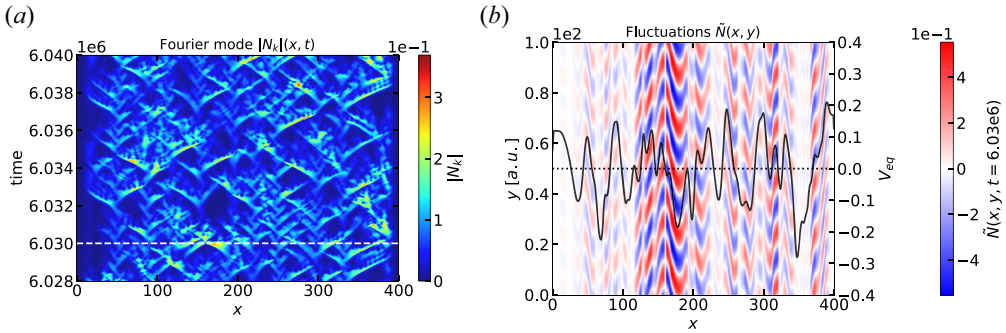 (a)
Fourier mode |N_k|(x, t)
1e6
1e−1
6.040
6.036
6.034
6.033
6.031
6.030
6.028
time
0
100
200
300
400
x
3
2
1
0
|N_k|
(b)
Fluctuations Ñ(x, y)
1e2
1e−1
1.0
0.8
0.6
0.4
0.2
0.0
y [a.u.]
0
100
200
300
400
x
0.4
0.3
0.2
0.1
0.0
−0.1
−0.2
−0.3
−0.4
V_eq
4
2
0
−2
−4
Ñ(x, y, t = 6.03e6)